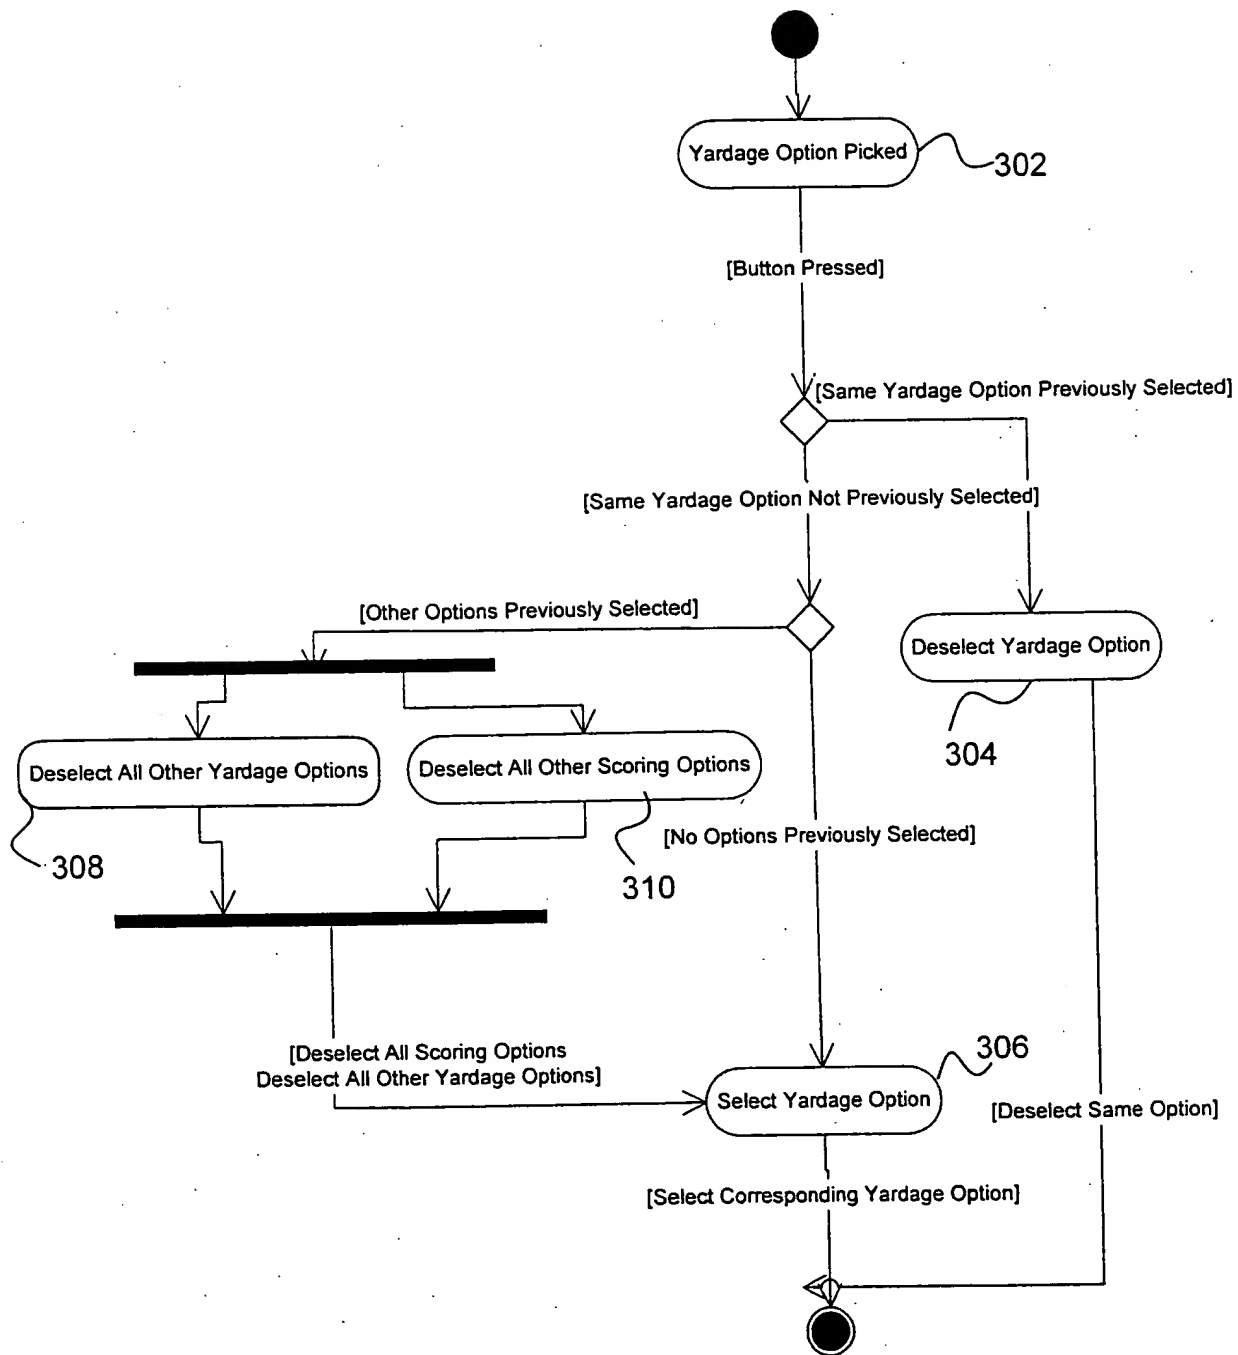 Yardage Option Picked
302
[Button Pressed]
[Same Yardage Option Previously Selected]
[Same Yardage Option Not Previously Selected]
[Other Options Previously Selected]
Deselect Yardage Option
304
Deselect All Other Yardage Options
Deselect All Other Scoring Options
[No Options Previously Selected]
308
310
[Deselect All Scoring Options
Deselect All Other Yardage Options]
306
Select Yardage Option
[Deselect Same Option]
[Select Corresponding Yardage Option]